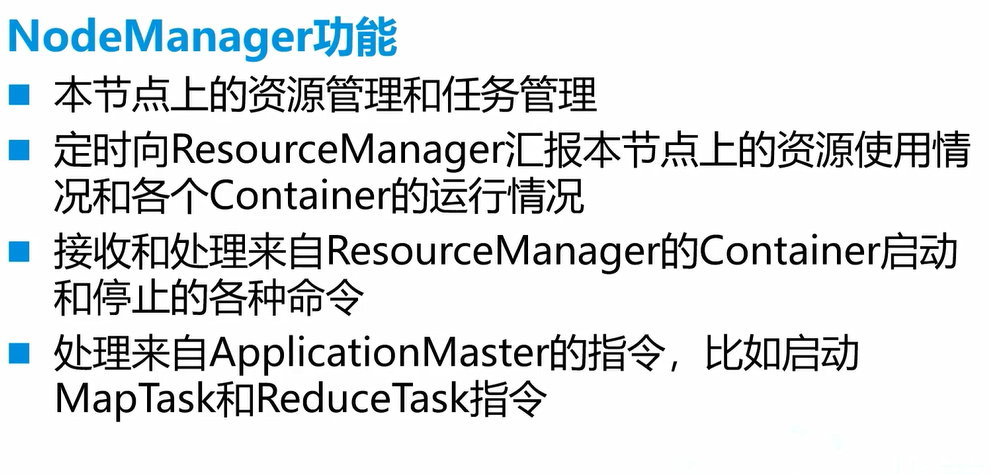 NodeManager功能
本节点上的资源管理和任务管理
定时向ResourceManager汇报本节点上的资源使用情
况和各个Container的运行情况
接收和处理来自ResourceManager的Container启动
和停止的各种命令
处理来自ApplicationMaster的指令，比如启动
MapTask和ReduceTask指令